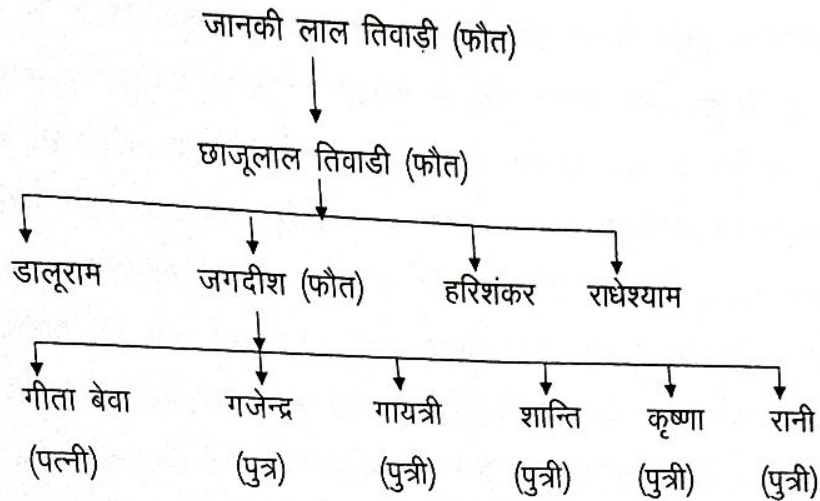 जानकी लाल तिवाड़ी (फौत)
छाजूलाल तिवाडी (फौत)
डालूराम जगदीश (फौत) हरिशंकर राधेश्याम
गीता बेवा गजेन्द्र गायत्री शान्ति कृष्णा रानी
(पत्नी) (पुत्र) (पुत्री) (पुत्री) (पुत्री) (पुत्री)